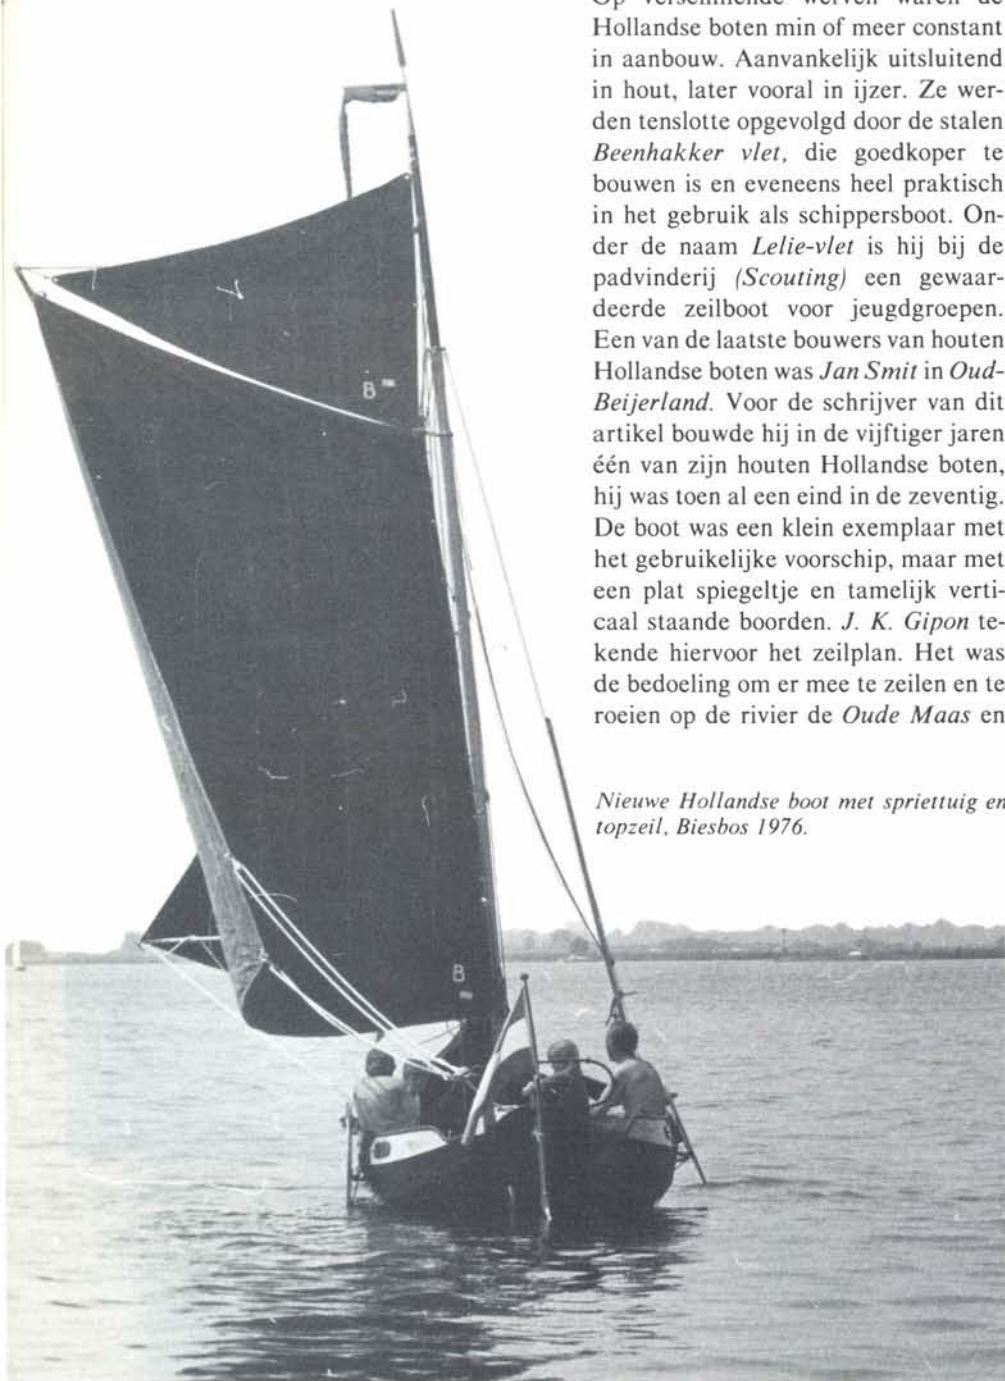 Op verschillende werven waren de
Hollandse boten min of meer constant
in aanbouw. Aanvankelijk uitsluitend
in hout, later vooral in ijzer. Ze wer-
den tenslotte opgevolgd door de stalen
Beenhakker vlet, die goedkoper te
bouwen is en eveneens heel praktisch
in het gebruik als schippersboot. On-
der de naam Lelie-vlet is hij bij de
padvinderij (Scouting) een gewaar-
deerde zeilboot voor jeugdgroepen.
Een van de laatste bouwers van houten
Hollandse boten was Jan Smit in Oud-
Beijerland. Voor de schrijver van dit
artikel bouwde hij in de vijftiger jaren
één van zijn houten Hollandse boten,
hij was toen al een eind in de zeventig.
De boot was een klein exemplaar met
het gebruikelijke voorschip, maar met
een plat spiegeltje en tamelijk verti-
caal staande boorden. J. K. Gipon te-
kende hiervoor het zeilplan. Het was
de bedoeling om er mee te zeilen en te
roeien op de rivier de Oude Maas en
Nieuwe Hollandse boot met spriettuig en
topzeil, Biesbos 1976.
B
B